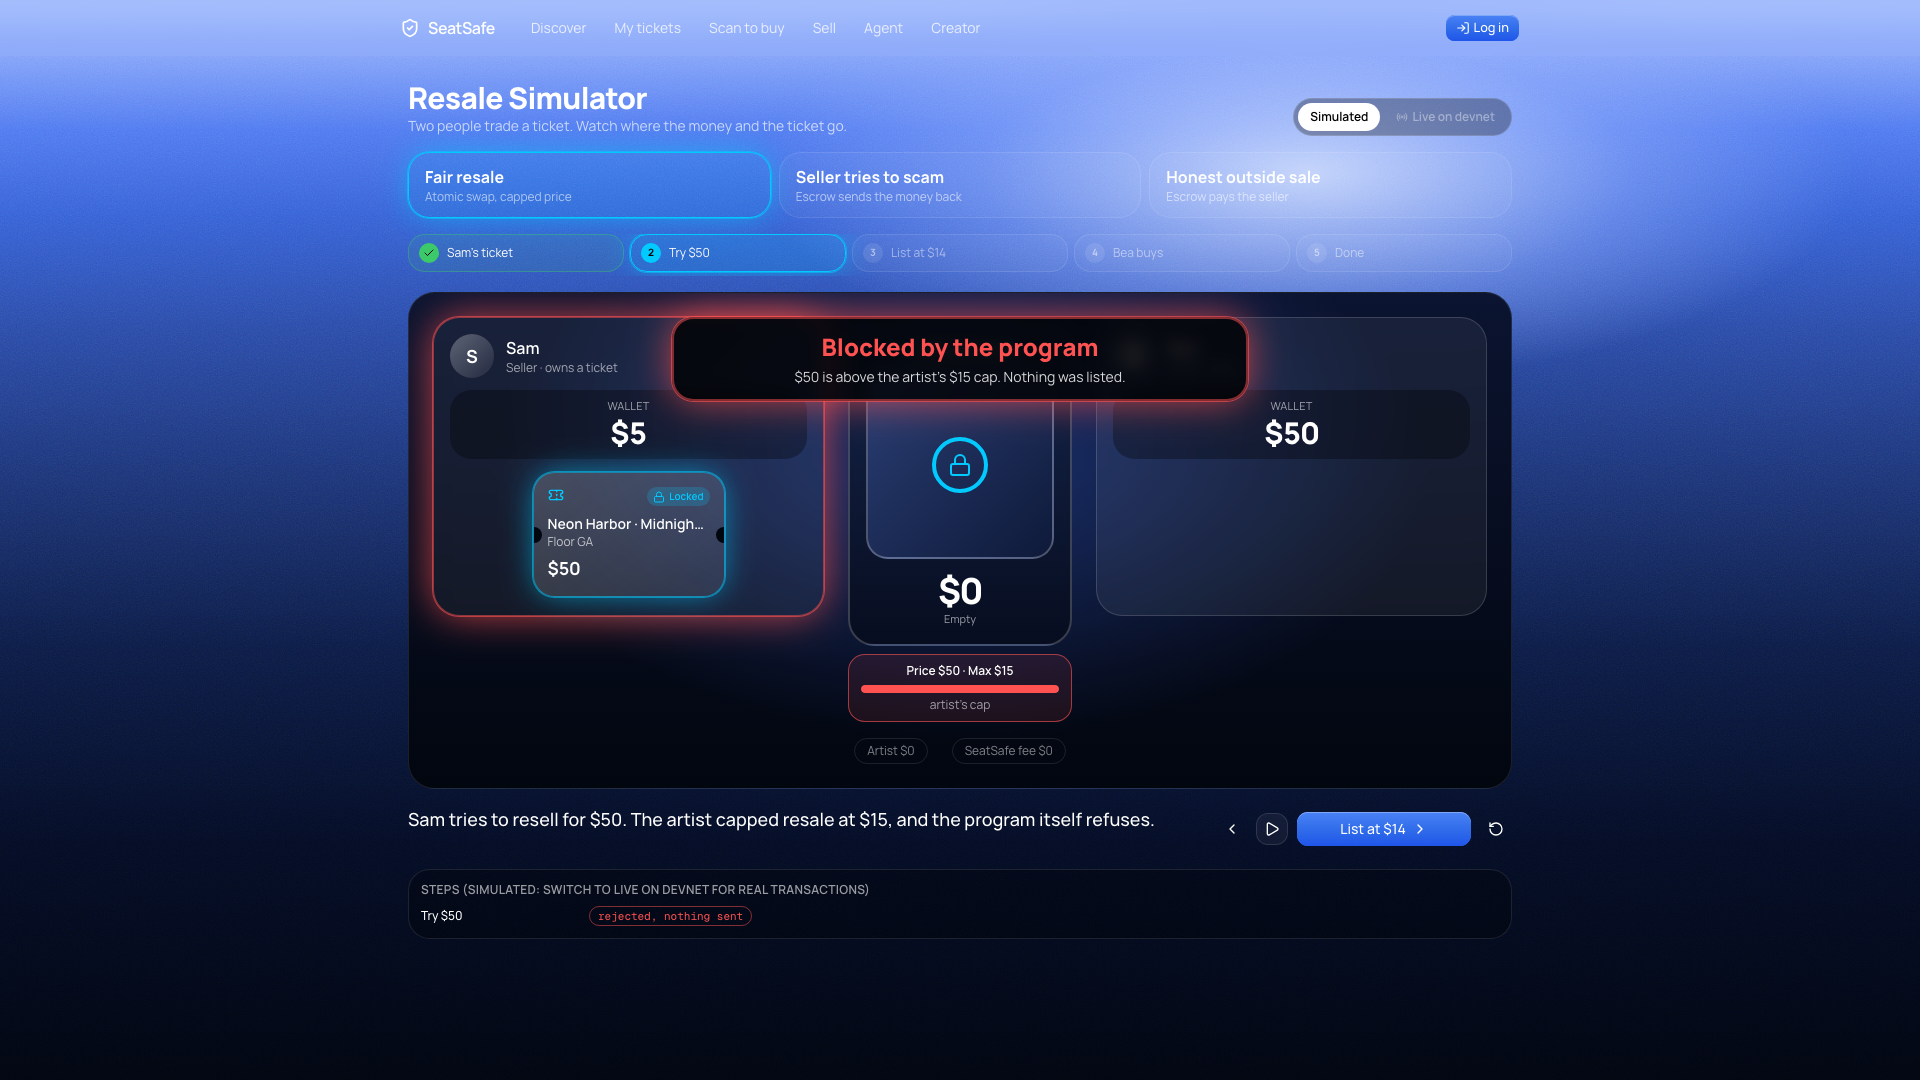 SeatSafe
Discover
My tickets
Scan to buy
Sell
Agent
Creator
Log in
Resale Simulator
Two people trade a ticket. Watch where the money and the ticket go.
Simulated
Live on devnet
Fair resale
Atomic swap, capped price
Seller tries to scam
Escrow sends the money back
Honest outside sale
Escrow pays the seller
Sam's ticket
2
Try $50
3
List at $14
4
Bea buys
5
Done
Blocked by the program
$50 is above the artist's $15 cap. Nothing was listed.
S
Sam
Seller · owns a ticket
WALLET
$5
Locked
Neon Harbor · Midnigh...
Floor GA
$50
$0
Empty
Price $50 · Max $15
artist's cap
Artist $0
SeatSafe fee $0
WALLET
$50
Sam tries to resell for $50. The artist capped resale at $15, and the program itself refuses.
List at $14
STEPS (SIMULATED: SWITCH TO LIVE ON DEVNET FOR REAL TRANSACTIONS)
Try $50
rejected, nothing sent